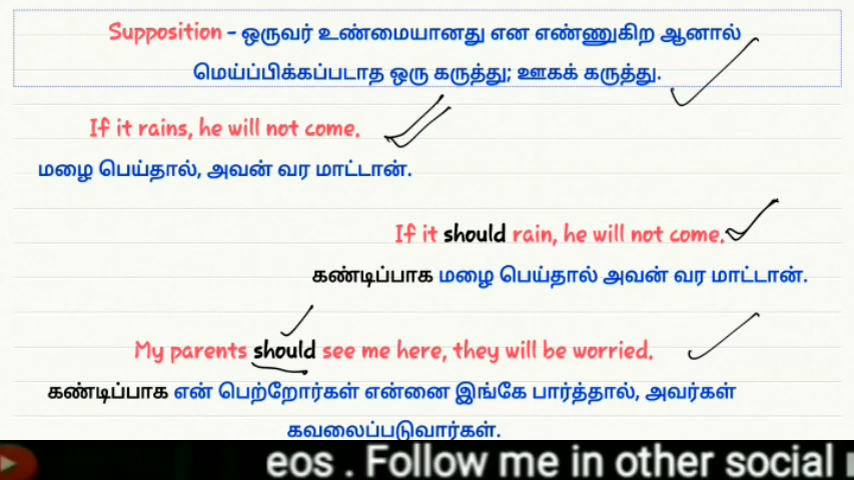 Supposition - ஒருவர் உண்மையானது என எண்ணுகிற ஆனால்
மெய்ப்பிக்கப்படாத ஒரு கருத்து; ஊகக் கருத்து.
If it rains, he will not come.
மழை பெய்தால், அவன் வர மாட்டான்.
If it should rain, he will not come.
கண்டிப்பாக மழை பெய்தால் அவன் வர மாட்டான்.
My parents should see me here, they will be worried.
கண்டிப்பாக என் பெற்றோர்கள் என்னை இங்கே பார்த்தால், அவர்கள்
கவலைப்படுவார்கள்.
eos . Follow me in other social